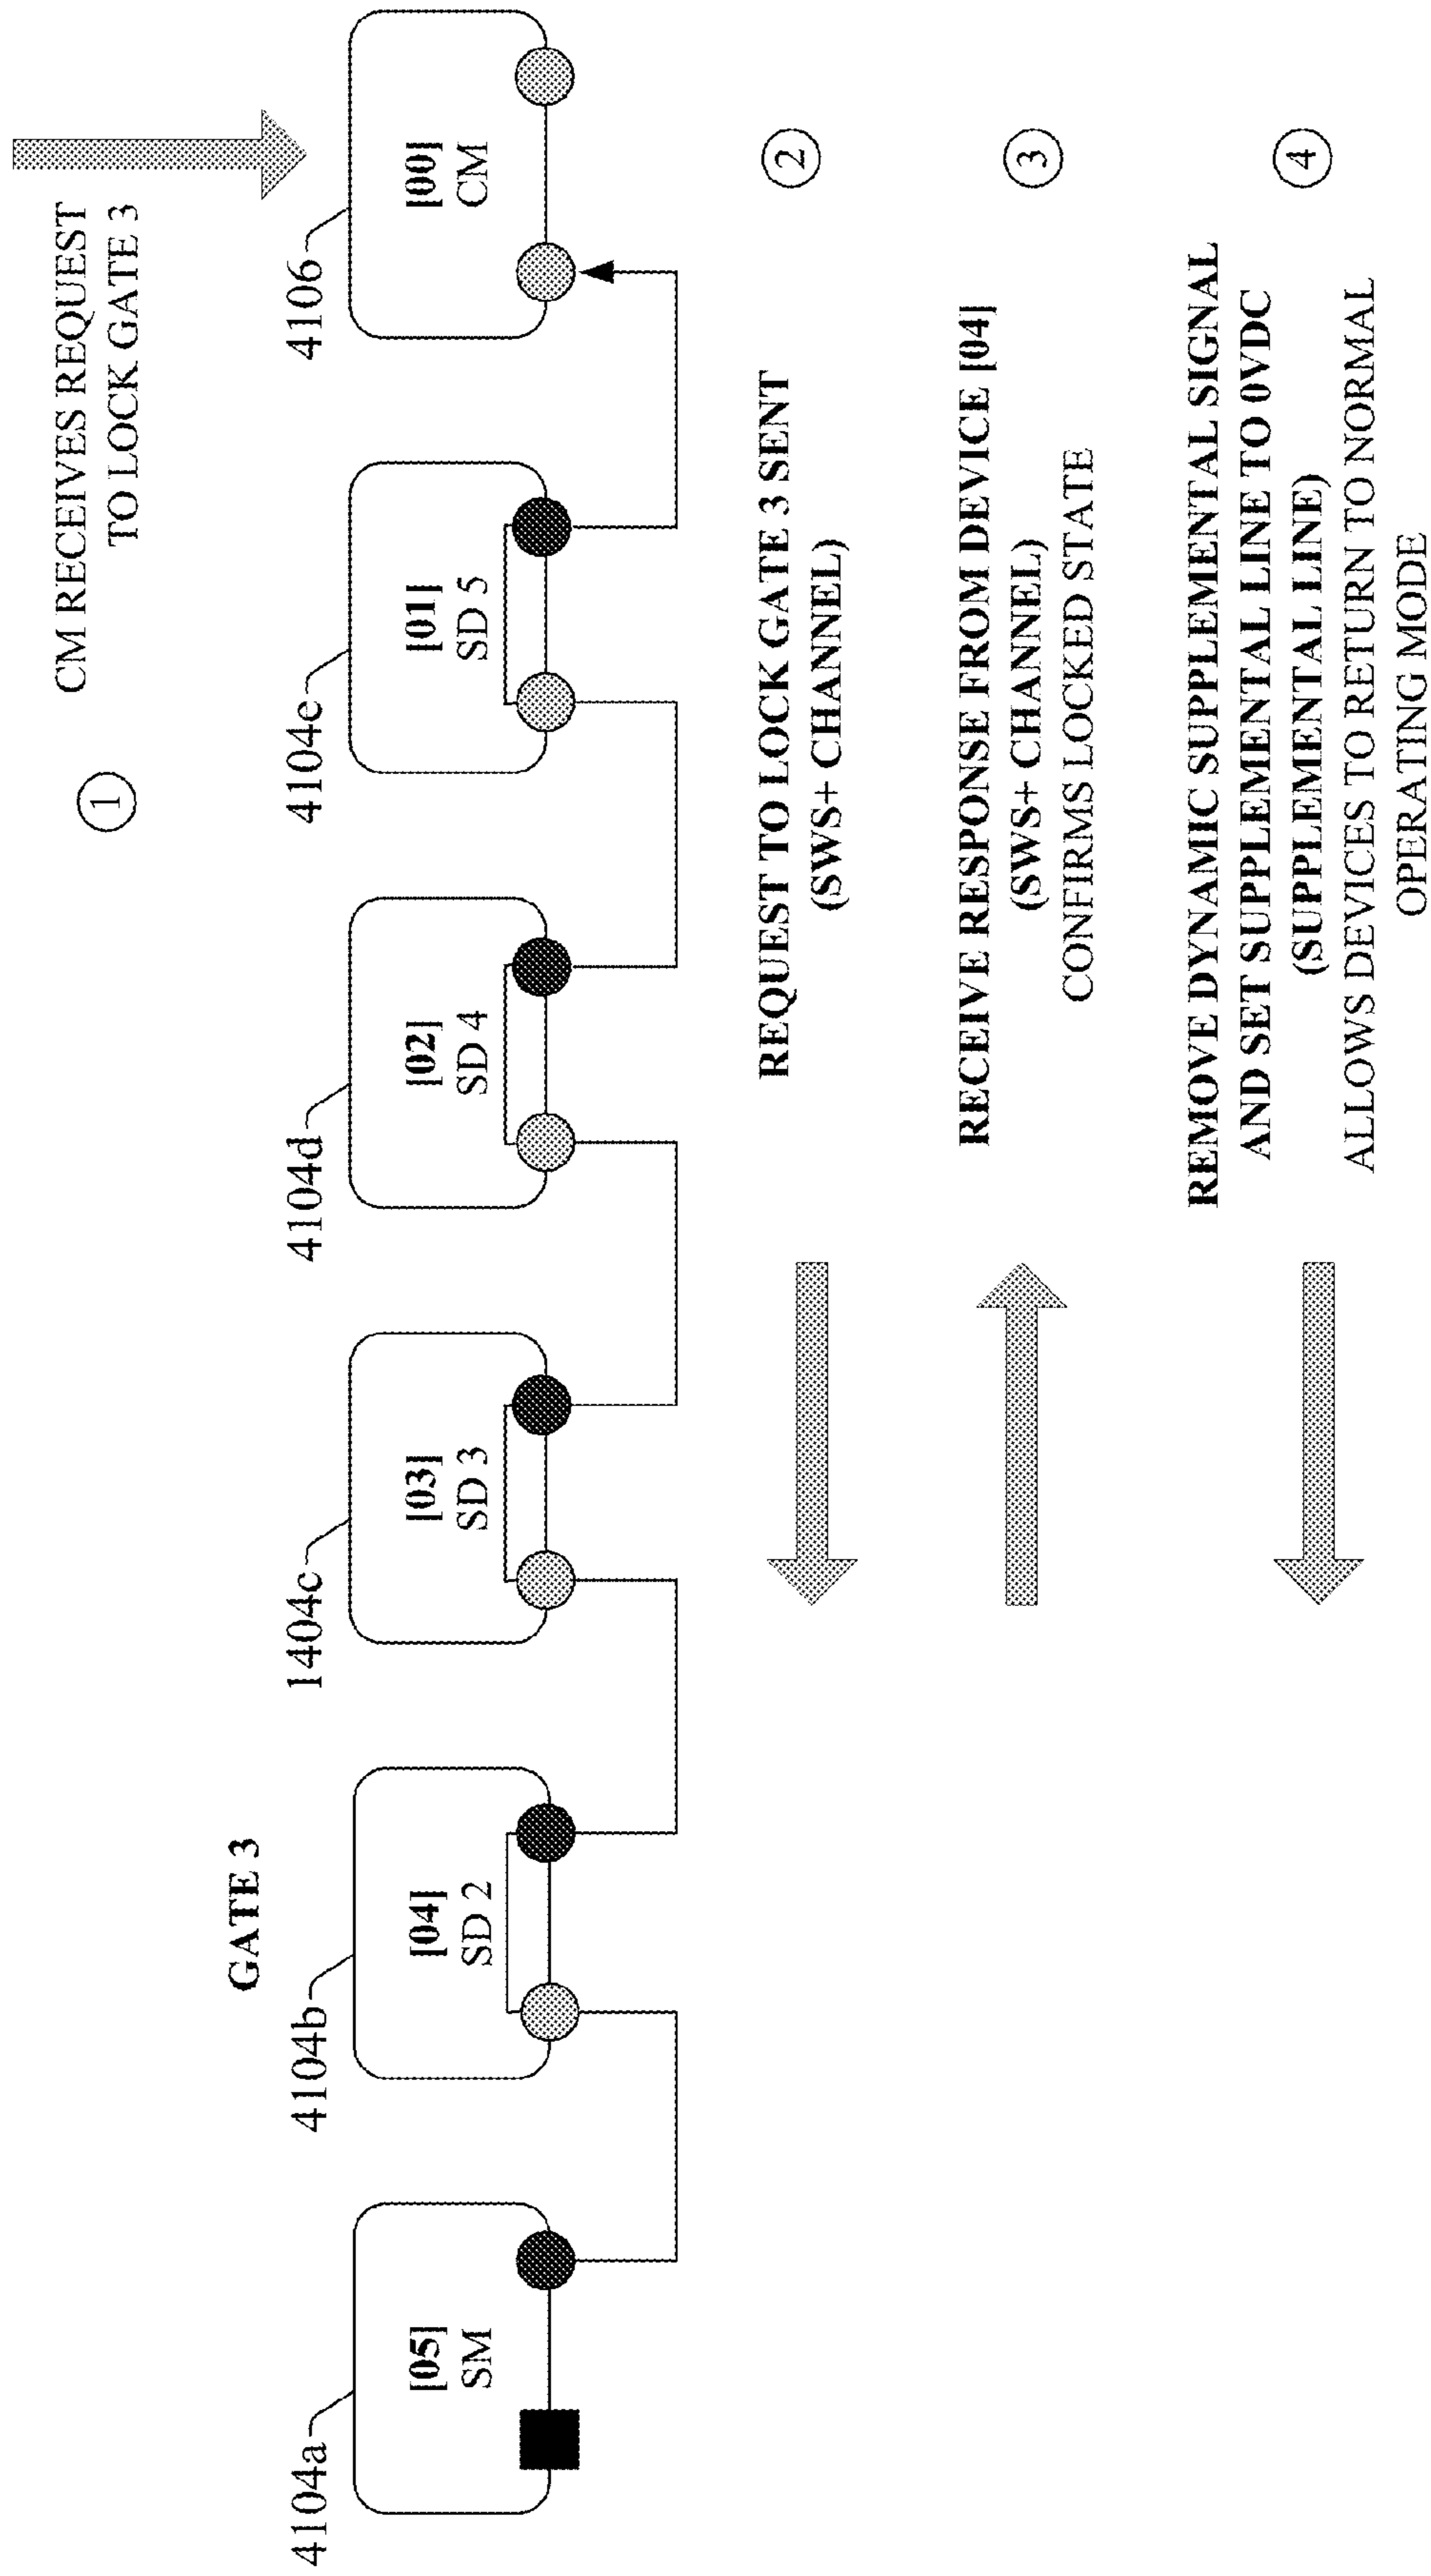 CM RECEIVES REQUEST
TO LOCK GATE 3
1
GATE 3
4104a
4104b
1404c
4104d
4104e
4106
[05]
SM
[04]
SD 2
[03]
SD 3
[02]
SD 4
[01]
SD 5
[00]
CM
REQUEST TO LOCK GATE 3 SENT
(SWS+ CHANNEL)
2
RECEIVE RESPONSE FROM DEVICE [04]
(SWS+ CHANNEL)
CONFIRMS LOCKED STATE
3
REMOVE DYNAMIC SUPPLEMENTAL SIGNAL
AND SET SUPPLEMENTAL LINE TO 0VDC
(SUPPLEMENTAL LINE)
ALLOWS DEVICES TO RETURN TO NORMAL
OPERATING MODE
4